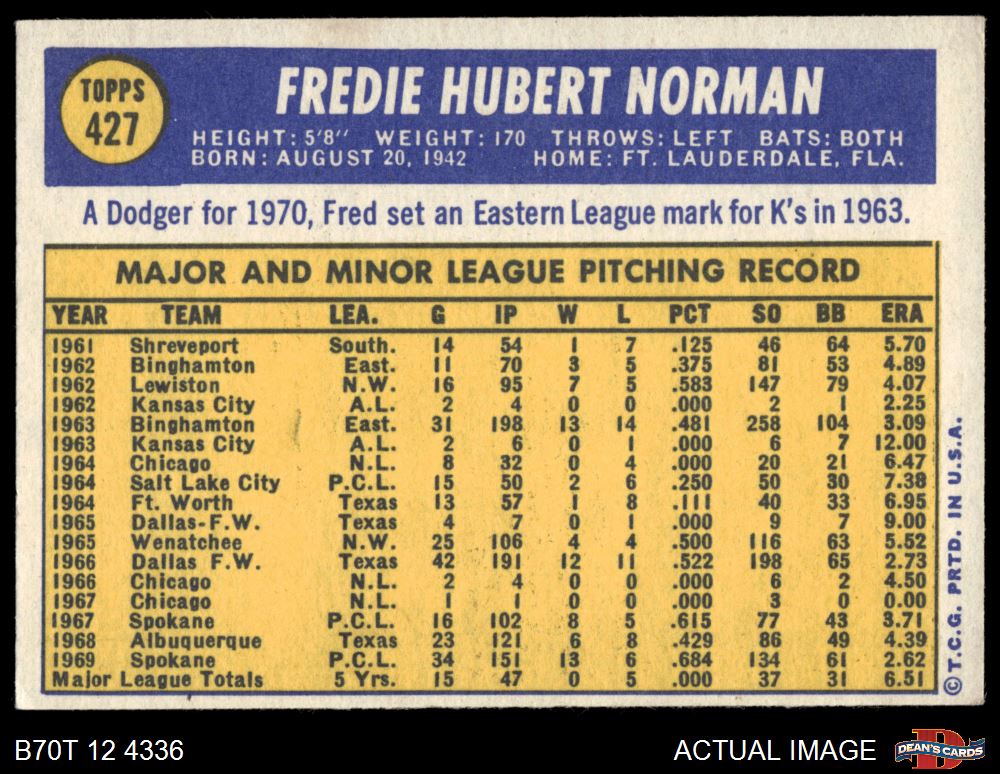 TOPPS
427
FREDIE HUBERT NORMAN
HEIGHT: 5'8" WEIGHT: 170 THROWS: LEFT BATS: BOTH
BORN: AUGUST 20, 1942 HOME: FT. LAUDERDALE, FLA.
A Dodger for 1970, Fred set an Eastern League mark for K's in 1963.
MAJOR AND MINOR LEAGUE PITCHING RECORD
YEAR TEAM LEA. G IP W L PCT SO BB ERA
1961 Shreveport South. 14 54 1 7 .125 46 64 5.70
1962 Binghamton East. 11 70 3 5 .375 81 53 4.89
1962 Lewiston N.W. 16 95 7 5 .583 147 79 4.07
1962 Kansas City A.L. 2 4 0 0 .000 2 1 2.25
1963 Binghamton East. 31 198 13 14 .481 258 104 3.09
1963 Kansas City A.L. 2 6 0 1 .000 6 7 12.00
1964 Chicago N.L. 8 32 0 4 .000 20 21 6.47
1964 Salt Lake City P.C.L. 15 50 2 6 .250 50 30 7.38
1964 Ft. Worth Texas 13 57 1 8 .111 40 33 6.95
1965 Dallas-F.W. Texas 4 7 0 1 .000 9 7 9.00
1965 Wenatchee N.W. 25 106 4 4 .500 116 63 5.52
1966 Dallas F.W. Texas 42 191 12 11 .522 198 65 2.73
1966 Chicago N.L. 2 4 0 0 .000 6 2 4.50
1967 Chicago N.L. 1 1 0 0 .000 3 0 0.00
1967 Spokane P.C.L. 16 102 8 5 .615 77 43 3.71
1968 Albuquerque Texas 23 121 6 8 .429 86 49 4.39
1969 Spokane P.C.L. 34 151 13 6 .684 134 61 2.62
Major League Totals 5 Yrs. 15 47 0 5 .000 37 31 6.51
© T.C.G. PRTD. IN U.S.A.
B70T 12 4336
ACTUAL IMAGE
D
DEAN'S CARDS